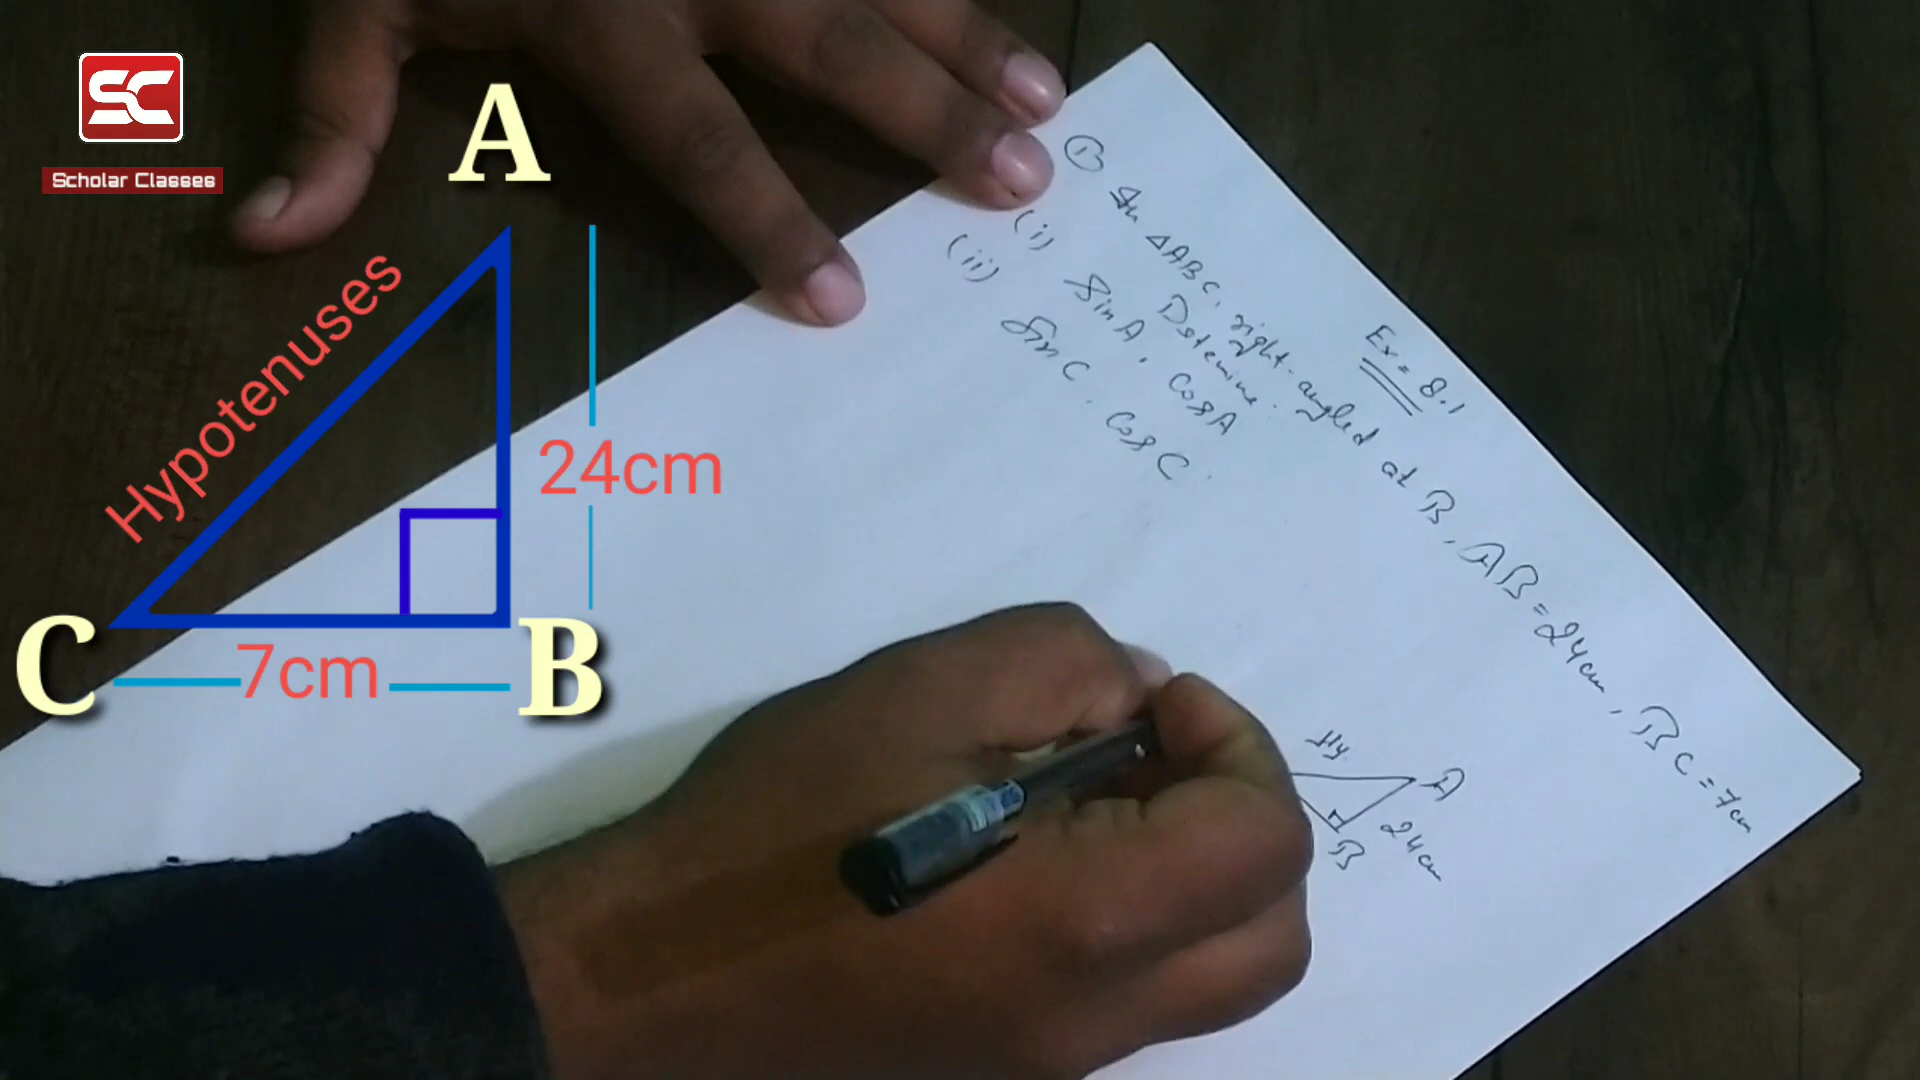 SC
Scholar Classes
A
Hypotenuses
24cm
C
7cm
B
Ex = 8.1
① In △ABC, right-angled at B, AB = 24cm, BC = 7cm
Detemine:
(i) Sin A, Cos A
(ii) Sin C. Cos C.
Hy.
A
24cm
B